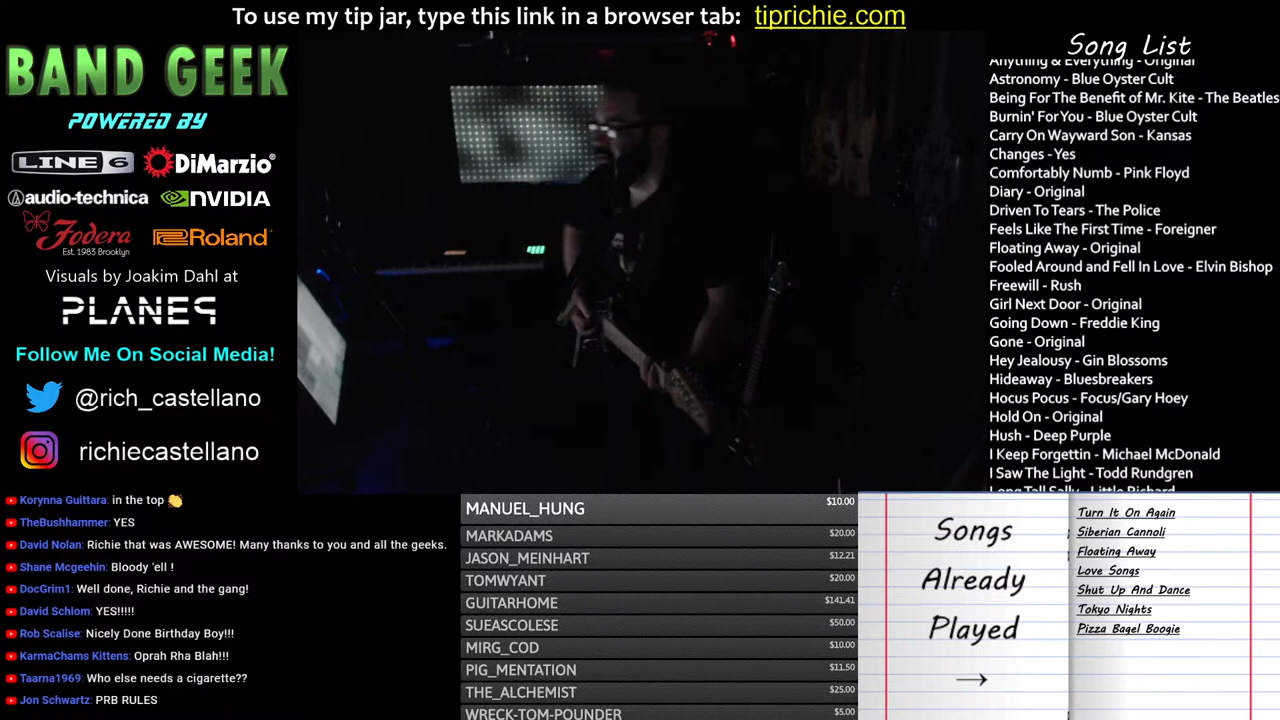 To use my tip jar, type this link in a browser tab: tiprichie.com
BAND GEEK
POWERED BY
LINE 6
DiMarzio
audio-technica
NVIDIA
Fodera
Est. 1983 Brooklyn
Roland
Visuals by Joakim Dahl at
PLANE9
Follow Me On Social Media!
@rich_castellano
richiecastellano
Korynna Guittara: in the top 👏
TheBushhammer: YES
David Nolan: Richie that was AWESOME! Many thanks to you and all the geeks.
Shane Mcgeehin: Bloody 'ell !
DocGrim1: Well done, Richie and the gang!
David Schlom: YES!!!!!
Rob Scalise: Nicely Done Birthday Boy!!!
KarmaChams Kittens: Oprah Rha Blah!!!
Taarna1969: Who else needs a cigarette??
Jon Schwartz: PRB RULES
MANUEL_HUNG $10.00
MARKADAMS $20.00
JASON_MEINHART $12.21
TOMWYANT $20.00
GUITARHOME $141.41
SUEASCOLESE $50.00
MIRG_COD $10.00
PIG_MENTATION $11.50
THE_ALCHEMIST $25.00
WRECK-TOM-POUNDER $5.00
Song List
Anything & Everything - Original
Astronomy - Blue Oyster Cult
Being For The Benefit of Mr. Kite - The Beatles
Burnin' For You - Blue Oyster Cult
Carry On Wayward Son - Kansas
Changes - Yes
Comfortably Numb - Pink Floyd
Diary - Original
Driven To Tears - The Police
Feels Like The First Time - Foreigner
Floating Away - Original
Fooled Around and Fell In Love - Elvin Bishop
Freewill - Rush
Girl Next Door - Original
Going Down - Freddie King
Gone - Original
Hey Jealousy - Gin Blossoms
Hideaway - Bluesbreakers
Hocus Pocus - Focus/Gary Hoey
Hold On - Original
Hush - Deep Purple
I Keep Forgettin - Michael McDonald
I Saw The Light - Todd Rundgren
Long Tall Sally - Little Richard
Songs
Already
Played
→
Turn It On Again
Siberian Cannoli
Floating Away
Love Songs
Shut Up And Dance
Tokyo Nights
Pizza Bagel Boogie